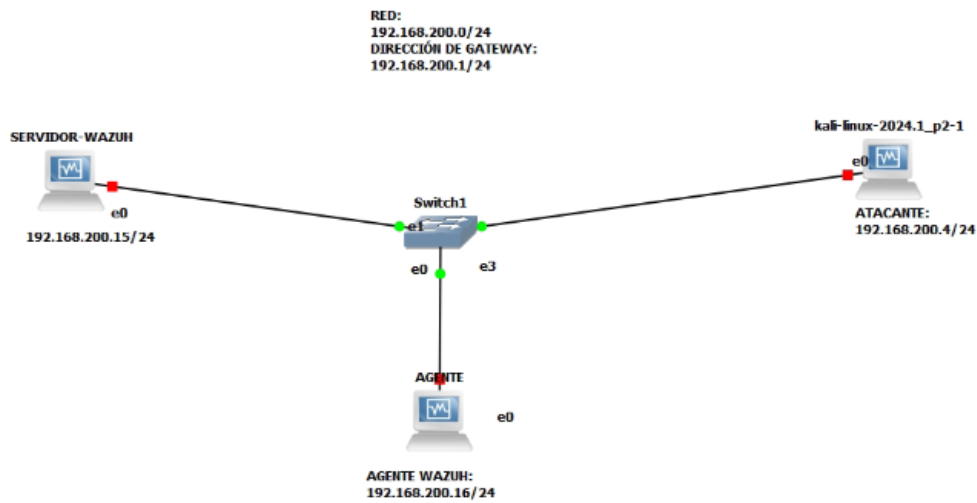 RED:
192.168.200.0/24
DIRECCIÓN DE GATEWAY:
192.168.200.1/24
SERVIDOR-WAZUH
e0
192.168.200.15/24
kali-linux-2024.1_p2-1
e0
ATACANTE:
192.168.200.4/24
Switch1
e1
e0
e3
AGENTE
e0
AGENTE WAZUH:
192.168.200.16/24